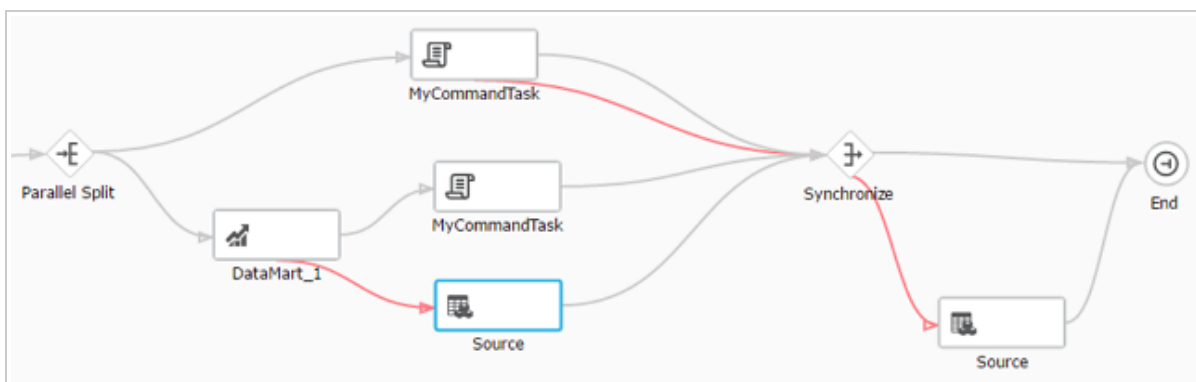 MyCommandTask
Parallel Split
MyCommandTask
DataMart_1
Source
Synchronize
Source
End